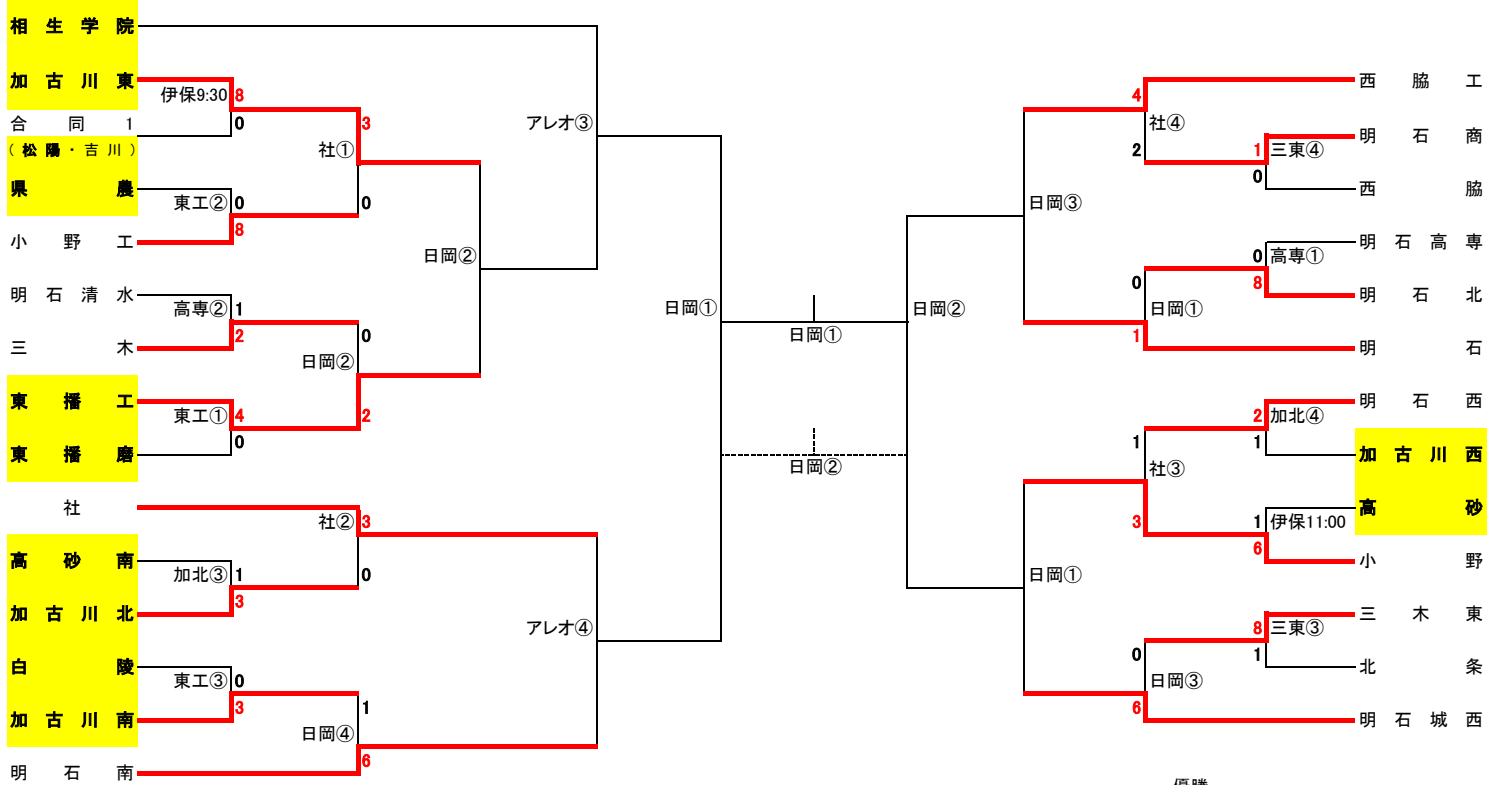 相生学院
加古川東
伊保9:30 8
合同1
0
3
アレオ③
(松陽・吉川)
社①
県農
東工② 0
0
小野工
8
日岡②
明石清水
高専② 1
三木
2
0
日岡②
東播工
東工① 4
2
東播磨
0
社
社② 3
高砂南
加北③ 1
0
加古川北
3
アレオ④
白陵
東工③ 0
加古川南
3
1
日岡④
明石南
6
日岡①
日岡①
日岡②
日岡②
西脇工
4
社④
明石商
2
1 三東④
0
西脇
日岡③
明石高専
0 高専①
0
8
明石北
日岡①
1
明石
明石西
2 加北④
1
1
加古川西
社③
高砂
3
1 伊保11:00
6
小野
日岡①
三木東
8 三東③
0
1
北条
日岡③
6
明石城西